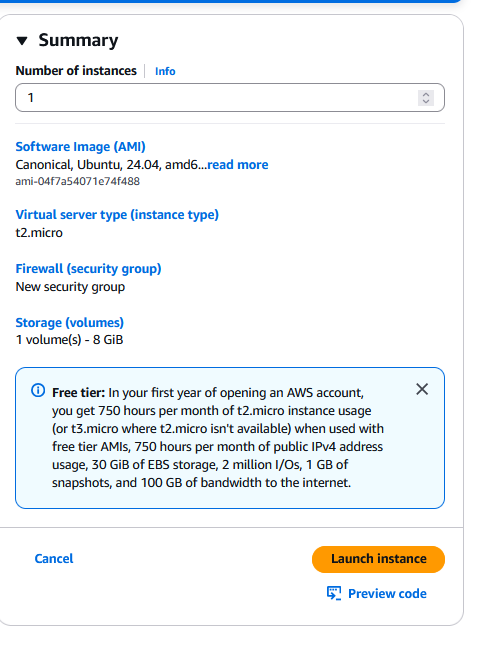 Summary
Number of instances Info
1
Software Image (AMI)
Canonical, Ubuntu, 24.04, amd6...read more
ami-04f7a54071e74f488
Virtual server type (instance type)
t2.micro
Firewall (security group)
New security group
Storage (volumes)
1 volume(s) - 8 GiB
Free tier: In your first year of opening an AWS account,
you get 750 hours per month of t2.micro instance usage
(or t3.micro where t2.micro isn't available) when used with
free tier AMIs, 750 hours per month of public IPv4 address
usage, 30 GiB of EBS storage, 2 million I/Os, 1 GB of
snapshots, and 100 GB of bandwidth to the internet.
Cancel
Launch instance
Preview code